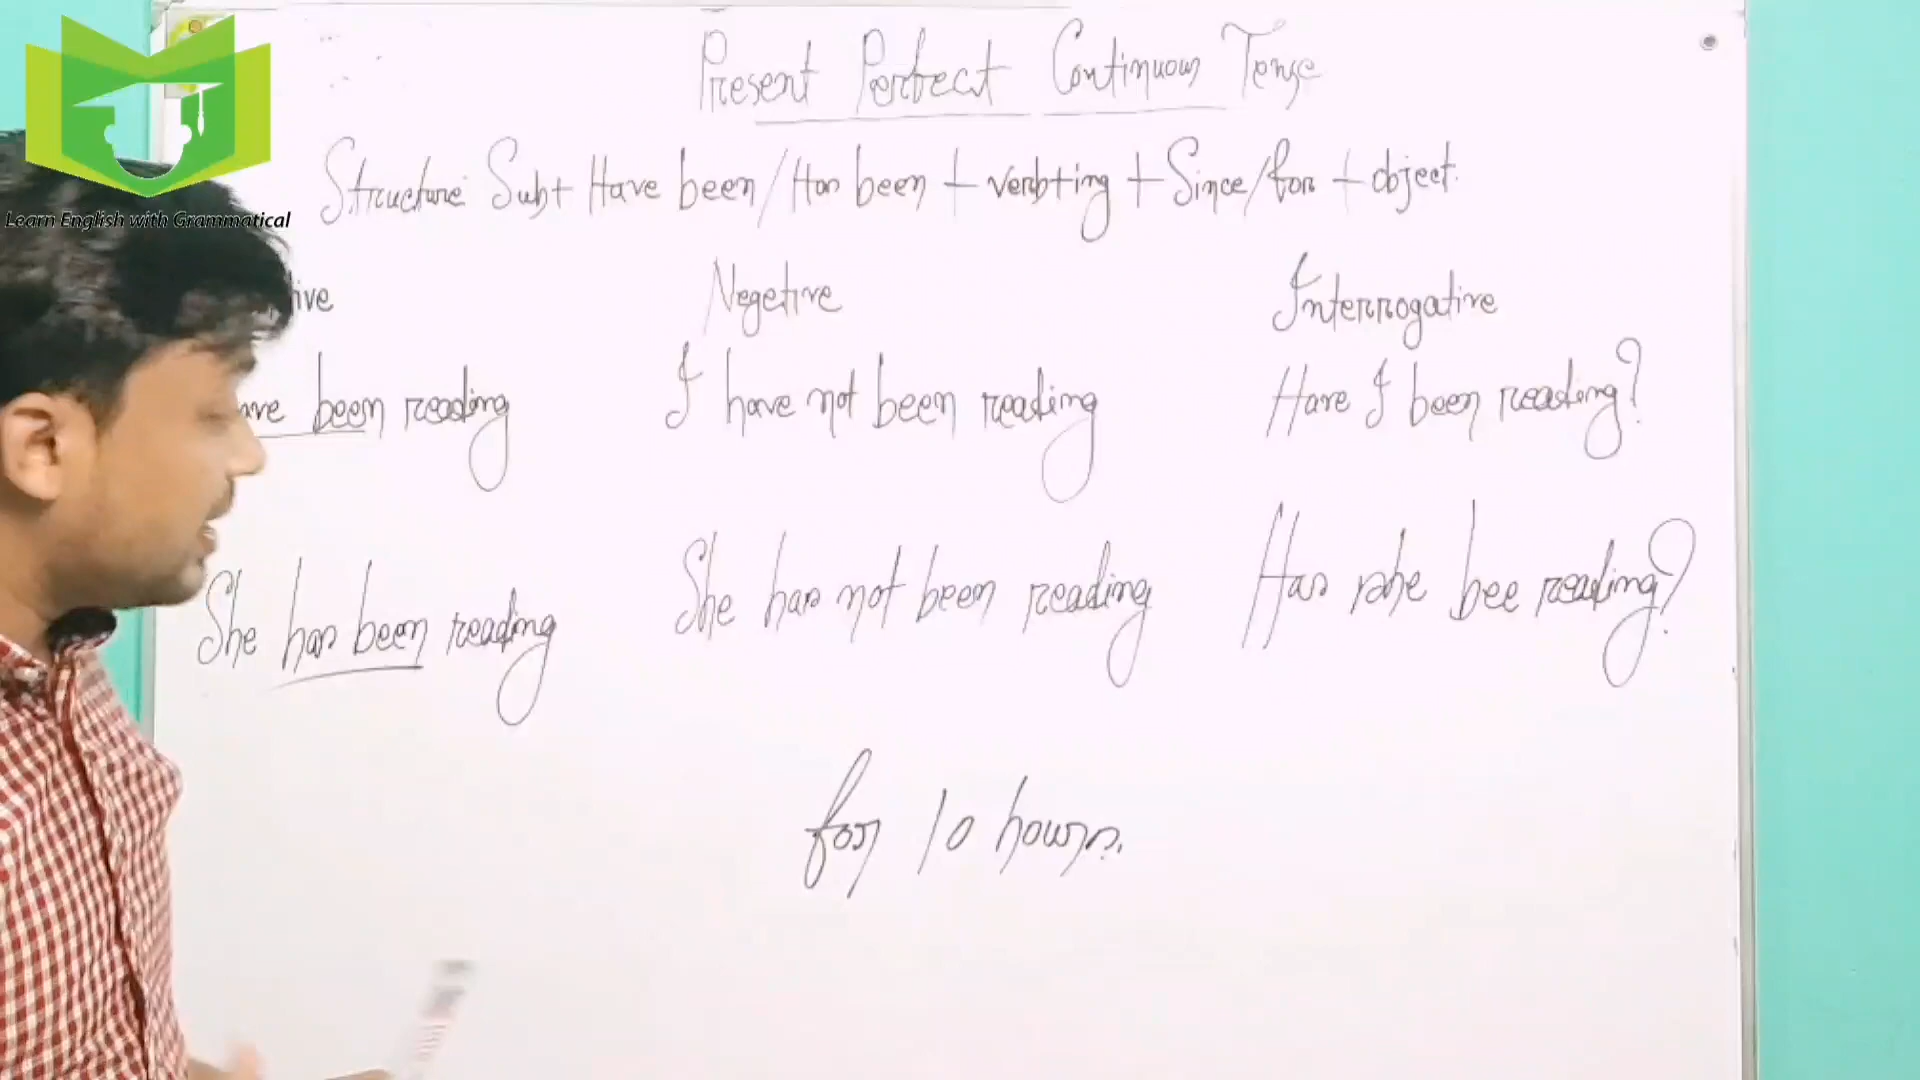 Present Perfect Continuous Tense
Structure: Sub+ Have been/Has been + verb+ing + Since/for + object.
Learn English with Grammatical
tive Negetive Interrogative
ave been reading I have not been reading Have I been reading?
She has been reading She has not been reading Has she bee reading?
for 10 hours.